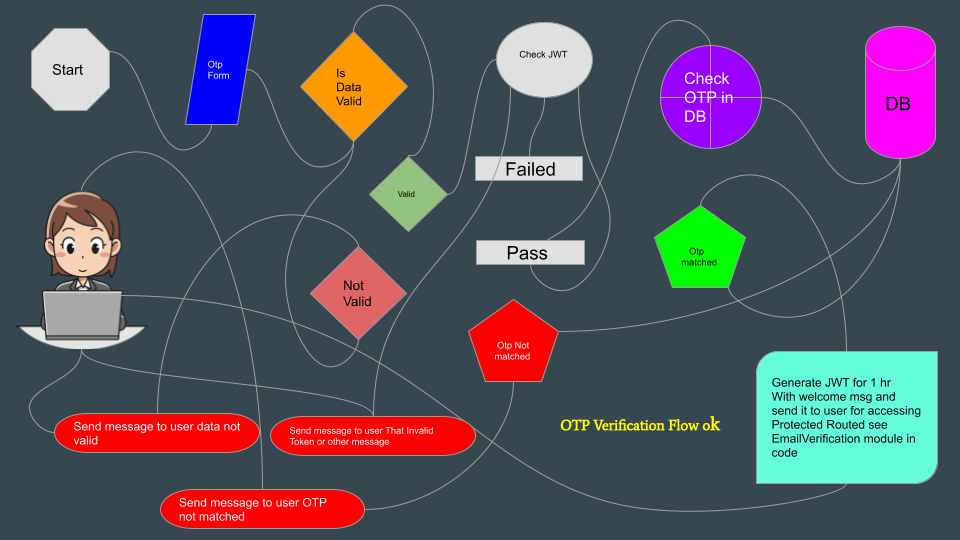 Start
Otp
Form
Is
Data
Valid
Check JWT
Check
OTP in
DB
DB
Valid
Failed
Pass
Not
Valid
Otp
matched
Otp Not
matched
Send message to user data not
valid
Send message to user That Invalid
Token or other message
Send message to user OTP
not matched
OTP Verification Flow ok
Generate JWT for 1 hr
With welcome msg and
send it to user for accessing
Protected Routed see
EmailVerification module in
code